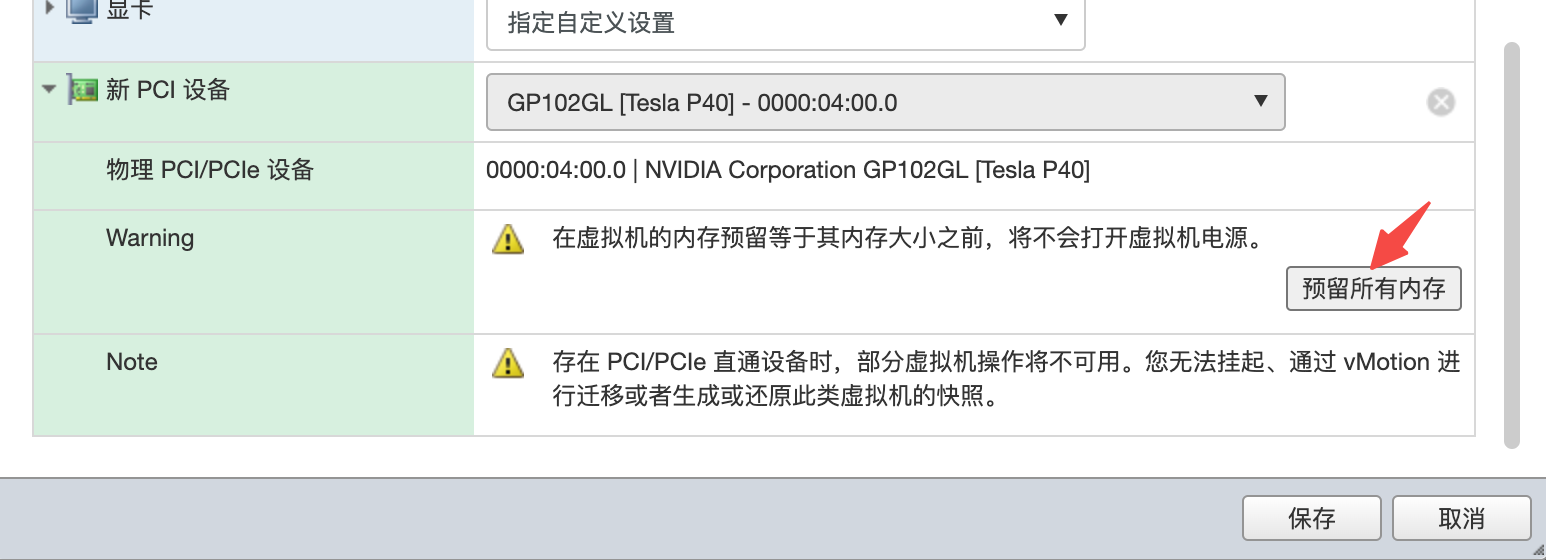 显卡
指定自定义设置
新 PCI 设备
GP102GL [Tesla P40] - 0000:04:00.0
物理 PCI/PCIe 设备
0000:04:00.0 | NVIDIA Corporation GP102GL [Tesla P40]
Warning
在虚拟机的内存预留等于其内存大小之前，将不会打开虚拟机电源。
预留所有内存
Note
存在 PCI/PCIe 直通设备时，部分虚拟机操作将不可用。您无法挂起、通过 vMotion 进
行迁移或者生成或还原此类虚拟机的快照。
保存
取消